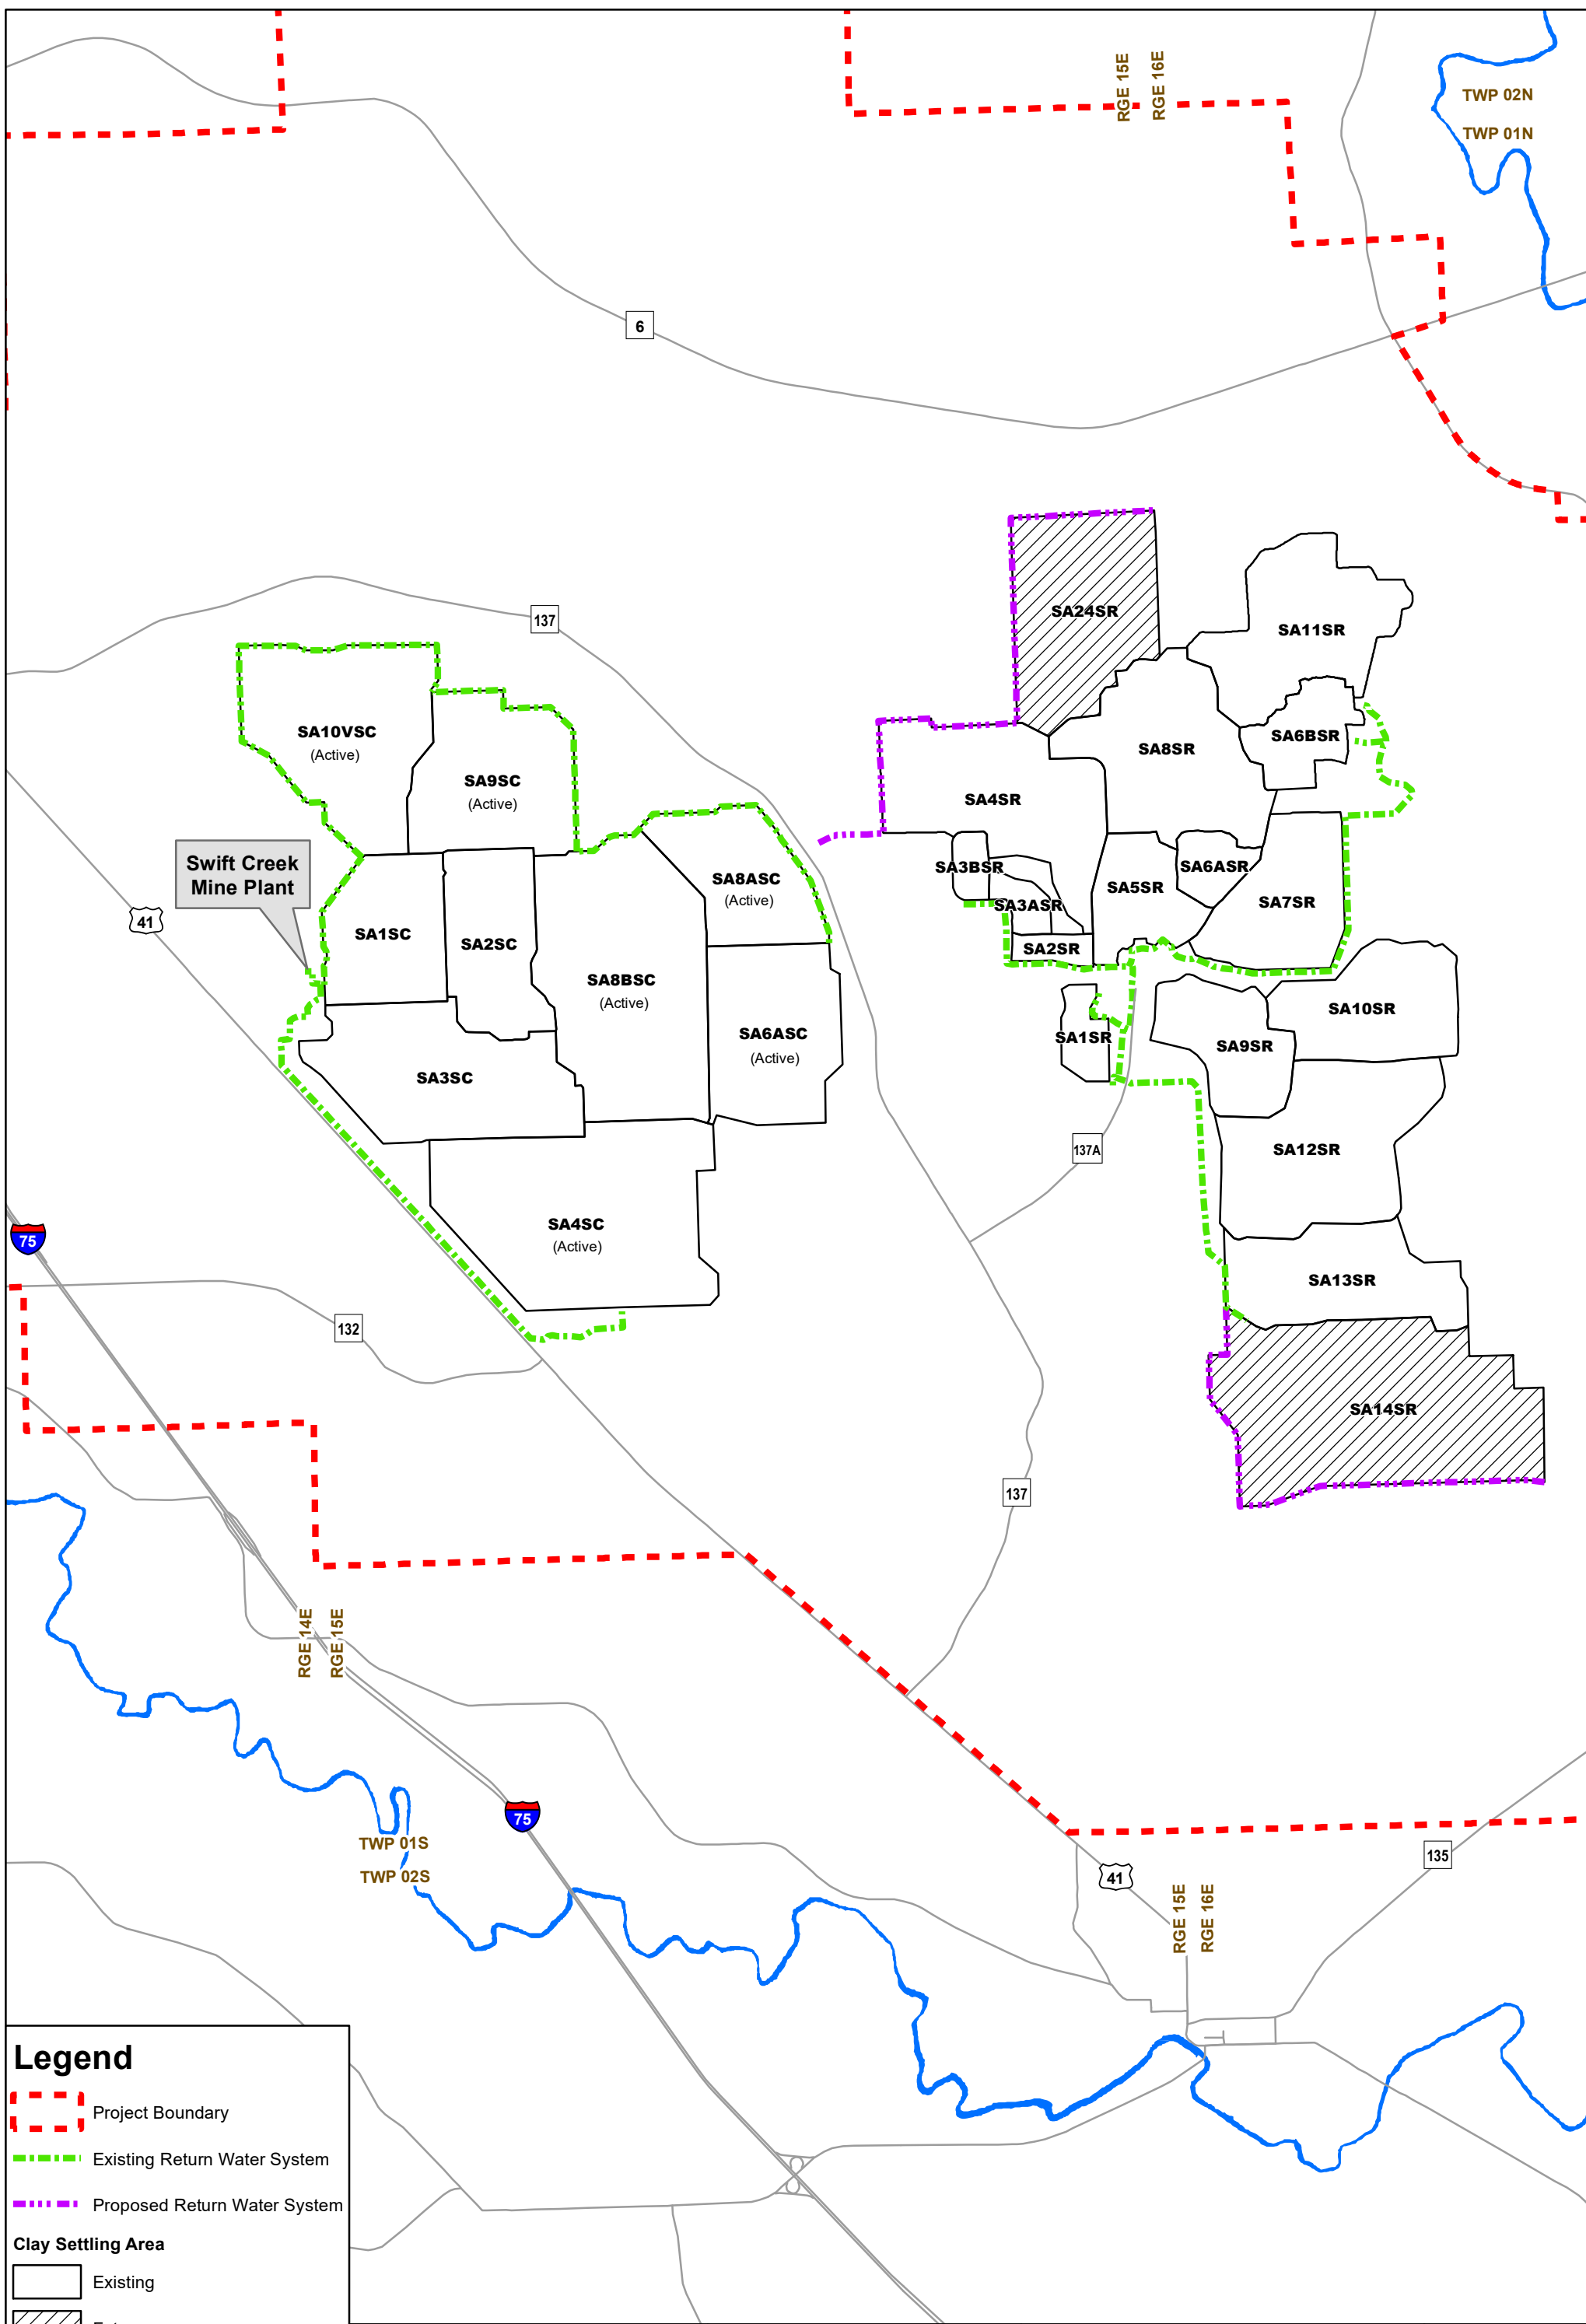 RGE 15E
RGE 16E
TWP 02N
TWP 01N
6
137
SA24SR
SA11SR
SA10VSC
(Active)
SA9SC
(Active)
SA8SR
SA6BSR
SA4SR
Swift Creek
Mine Plant
41
SA8ASC
(Active)
SA3BSR
SA3ASR
SA5SR
SA6ASR
SA7SR
SA1SC
SA2SC
SA2SR
SA8BSC
(Active)
SA6ASC
(Active)
SA10SR
SA1SR
SA9SR
SA3SC
137A
SA12SR
SA4SC
(Active)
75
SA13SR
132
SA14SR
137
RGE 14E
RGE 15E
75
TWP 01S
TWP 02S
41
135
RGE 15E
RGE 16E
Legend
Project Boundary
Existing Return Water System
Proposed Return Water System
Clay Settling Area
Existing